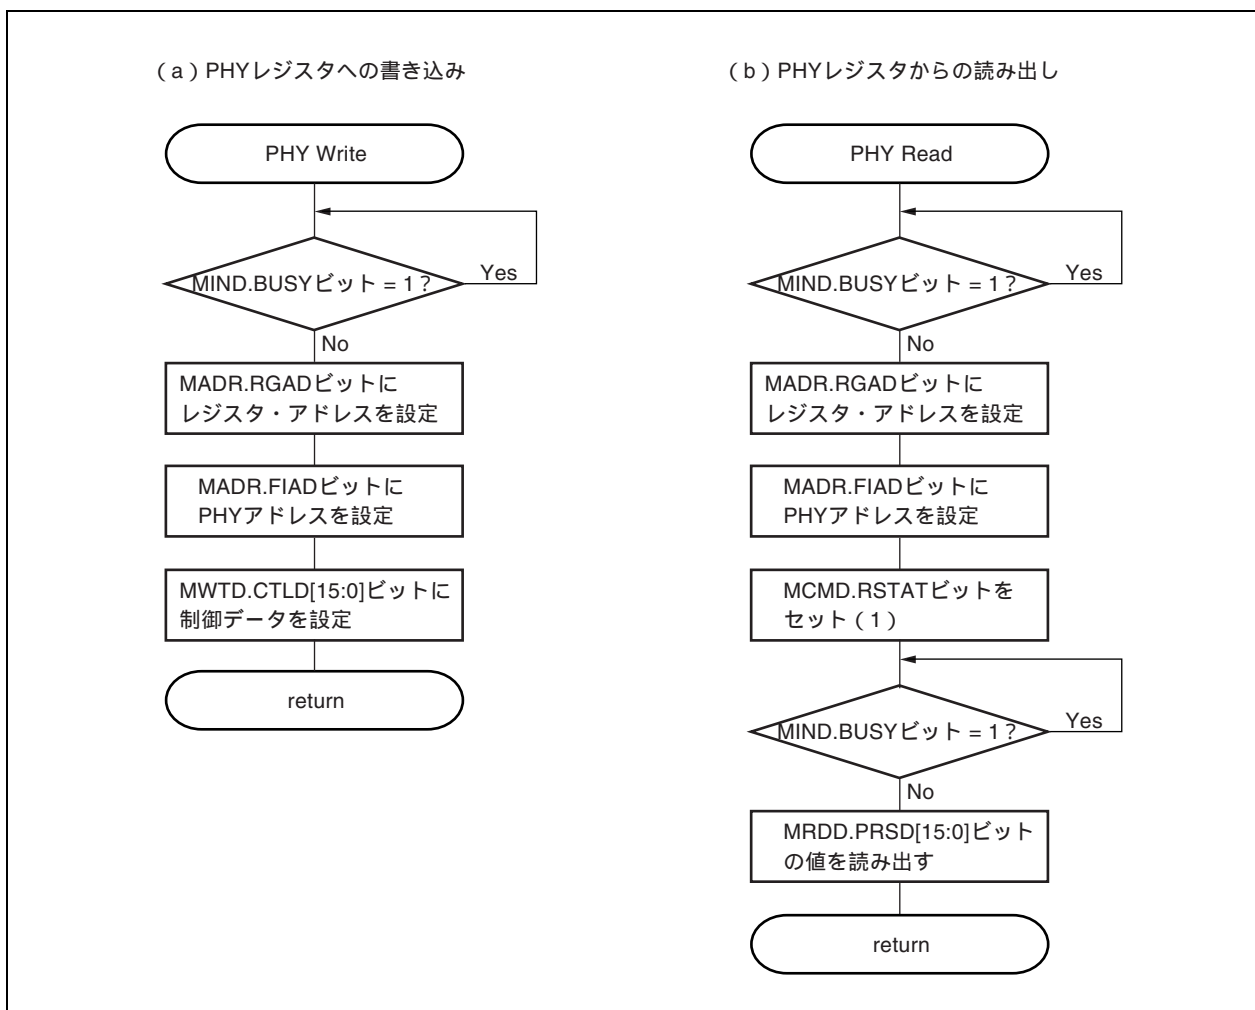 (a)PHYレジスタへの書き込み
PHY Write
MIND.BUSYビット = 1?
Yes
No
MADR.RGADビットに
レジスタ・アドレスを設定
MADR.FIADビットに
PHYアドレスを設定
MWTD.CTLD[15:0]ビットに
制御データを設定
return
(b)PHYレジスタからの読み出し
PHY Read
MIND.BUSYビット = 1?
Yes
No
MADR.RGADビットに
レジスタ・アドレスを設定
MADR.FIADビットに
PHYアドレスを設定
MCMD.RSTATビットを
セット(1)
MIND.BUSYビット = 1?
Yes
No
MRDD.PRSD[15:0]ビット
の値を読み出す
return